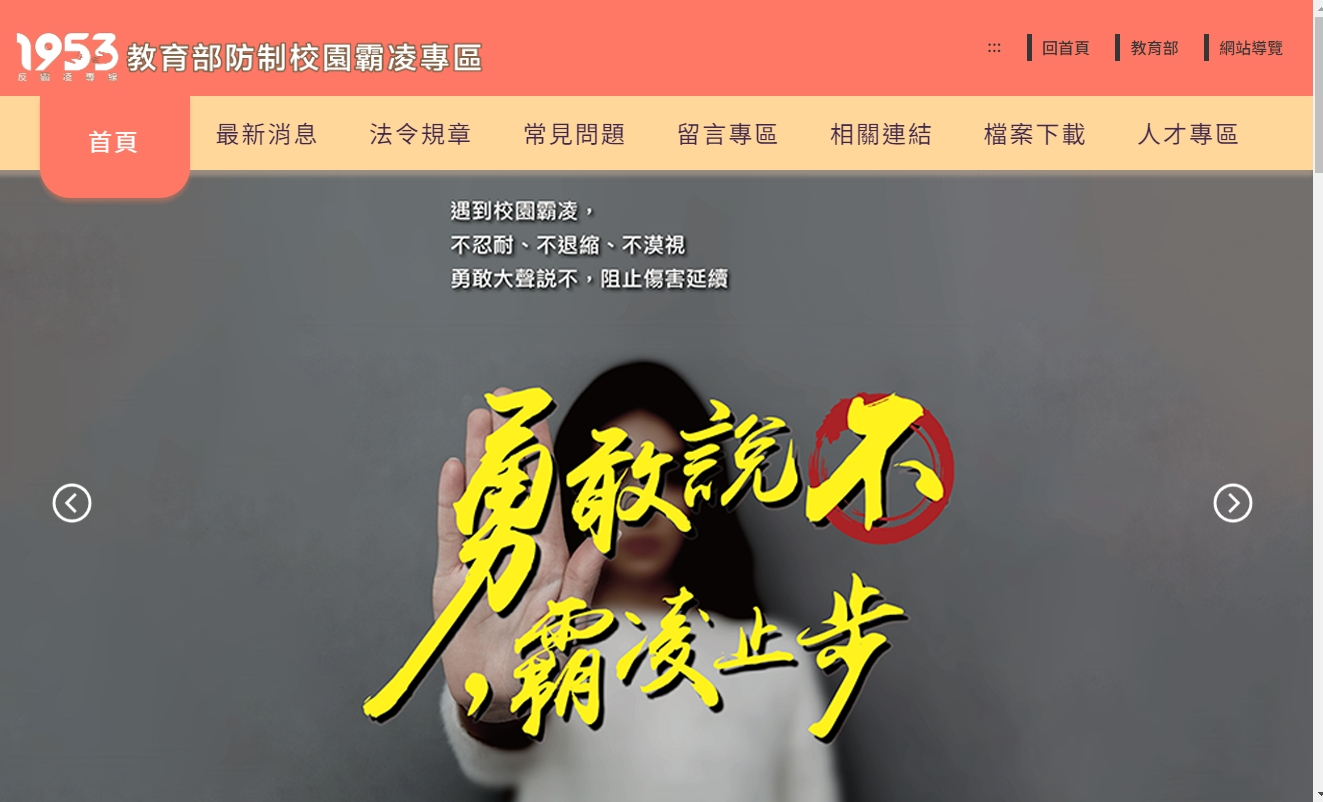 1953
反霸凌專線
教育部防制校園霸凌專區
:::
回首頁
教育部
網站導覽
首頁
最新消息
法令規章
常見問題
留言專區
相關連結
檔案下載
人才專區
遇到校園霸凌，
不忍耐、不退縮、不漠視
勇敢大聲説不，阻止傷害延續
勇敢說不
，霸凌止步